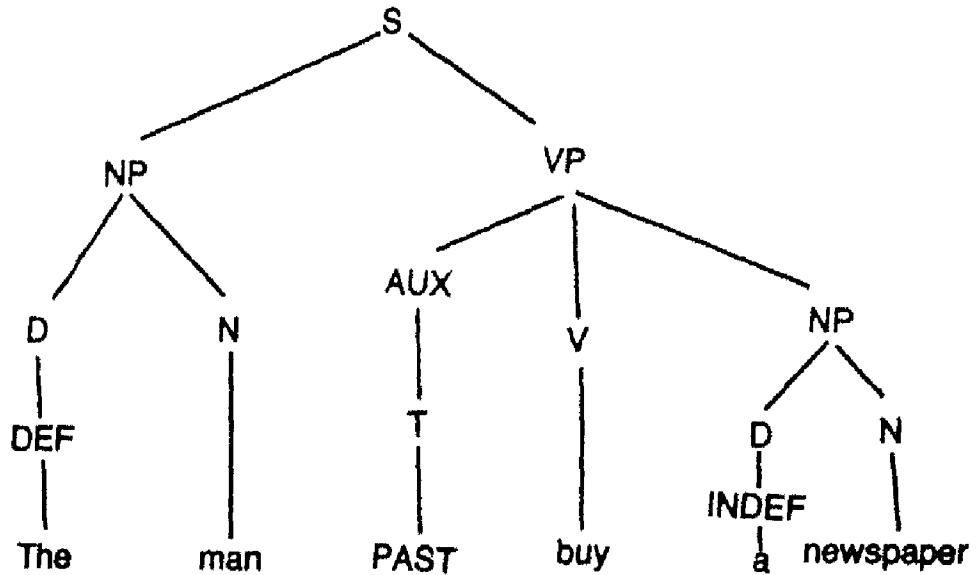 S
NP VP
AUX
D N V NP
T
DEF D N
INDEF
The man PAST buy a newspaper